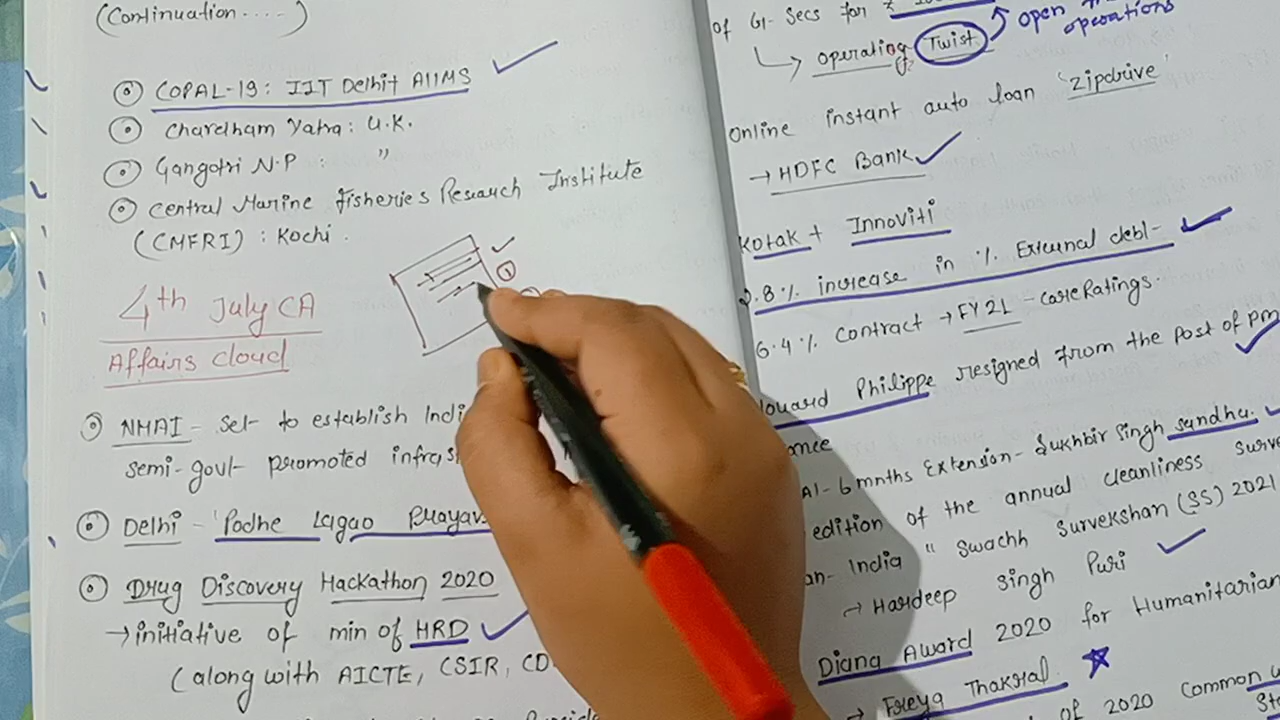 (Continuation....)
COPAL-19: IIT Delhi+ AIIMS
Charelham Yatra: U.K.
Gangotri N.P : "
Central Marine Fisheries Research Institute
(CMFRI) : Kochi.
4th July CA
Affairs cloud
NHAI - Set to establish
semi-govt promoted
Delhi - 'Podhe Lagao
Drug Discovery Hackathon 2020
→initiative of min of HRD
(along with AICTE, CSIR,
of G-Secs for ₹
→ operating Twist
open
operations
Online instant auto loan 'Zipdrive'
→ HDFC Bank
Kotak + Innoviti
.8% increase in % External debt
6.4% contract → FY21 - CareRatings.
Philippe resigned from the post of PM
6 mnths Extension - Sukhbir Singh Sandhu.
edition of the annual cleanliness
India " Swachh Survekshan (SS) 2021
→ Hardeep Singh Puri
Diana Award 2020 for Humanitarian
→ Freya Thakral
of 2020 Common